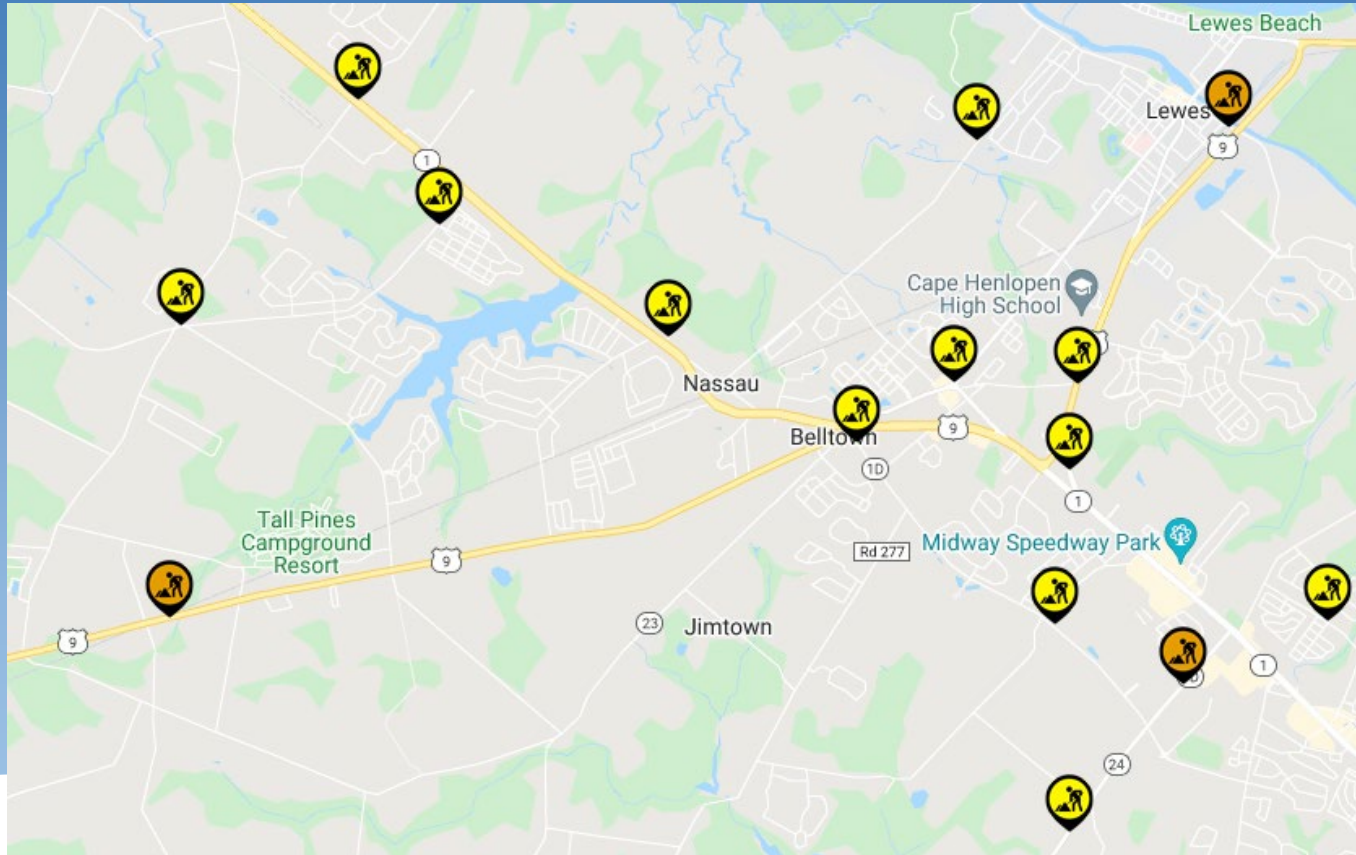 Lewes Beach
Lewes
9
1
Cape Henlopen
High School
Nassau
Belltown
9
1D
1
Tall Pines
Campground
Resort
9
Rd 277
Midway Speedway Park
9
23
Jimtown
1
24